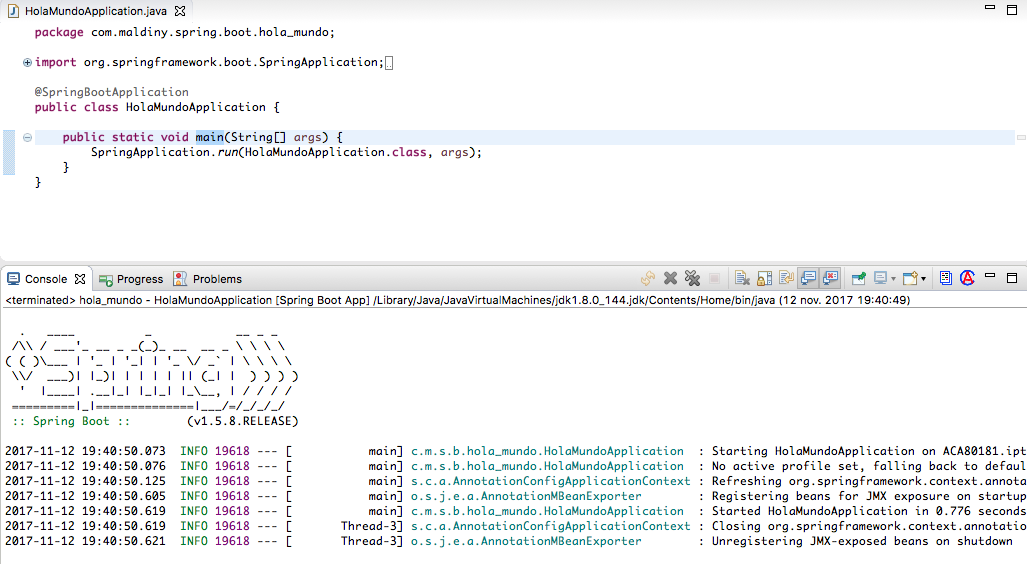 HolaMundoApplication.java
package com.maldiny.spring.boot.hola_mundo;
import org.springframework.boot.SpringApplication;
@SpringBootApplication
public class HolaMundoApplication {
public static void main(String[] args) {
SpringApplication.run(HolaMundoApplication.class, args);
}
}
Console Progress Problems
<terminated> hola_mundo - HolaMundoApplication [Spring Boot App] /Library/Java/JavaVirtualMachines/jdk1.8.0_144.jdk/Contents/Home/bin/java (12 nov. 2017 19:40:49)
  .   ____          _            __ _ _
 /\\ / ___'_ __ _ _(_)_ __  __ _ \ \ \ \
( ( )\___ | '_ | '_| | '_ \/ _` | \ \ \ \
 \\/  ___)| |_)| | | | | || (_| |  ) ) ) )
  '  |____| .__|_| |_|_| |_\__, | / / / /
 =========|_|==============|___/=/_/_/_/
 :: Spring Boot ::        (v1.5.8.RELEASE)
2017-11-12 19:40:50.073  INFO 19618 --- [           main] c.m.s.b.hola_mundo.HolaMundoApplication  : Starting HolaMundoApplication on ACA80181.ipt
2017-11-12 19:40:50.076  INFO 19618 --- [           main] c.m.s.b.hola_mundo.HolaMundoApplication  : No active profile set, falling back to defaul
2017-11-12 19:40:50.125  INFO 19618 --- [           main] s.c.a.AnnotationConfigApplicationContext : Refreshing org.springframework.context.annota
2017-11-12 19:40:50.605  INFO 19618 --- [           main] o.s.j.e.a.AnnotationMBeanExporter        : Registering beans for JMX exposure on startup
2017-11-12 19:40:50.619  INFO 19618 --- [           main] c.m.s.b.hola_mundo.HolaMundoApplication  : Started HolaMundoApplication in 0.776 seconds
2017-11-12 19:40:50.619  INFO 19618 --- [       Thread-3] s.c.a.AnnotationConfigApplicationContext : Closing org.springframework.context.annotatio
2017-11-12 19:40:50.621  INFO 19618 --- [       Thread-3] o.s.j.e.a.AnnotationMBeanExporter        : Unregistering JMX-exposed beans on shutdown